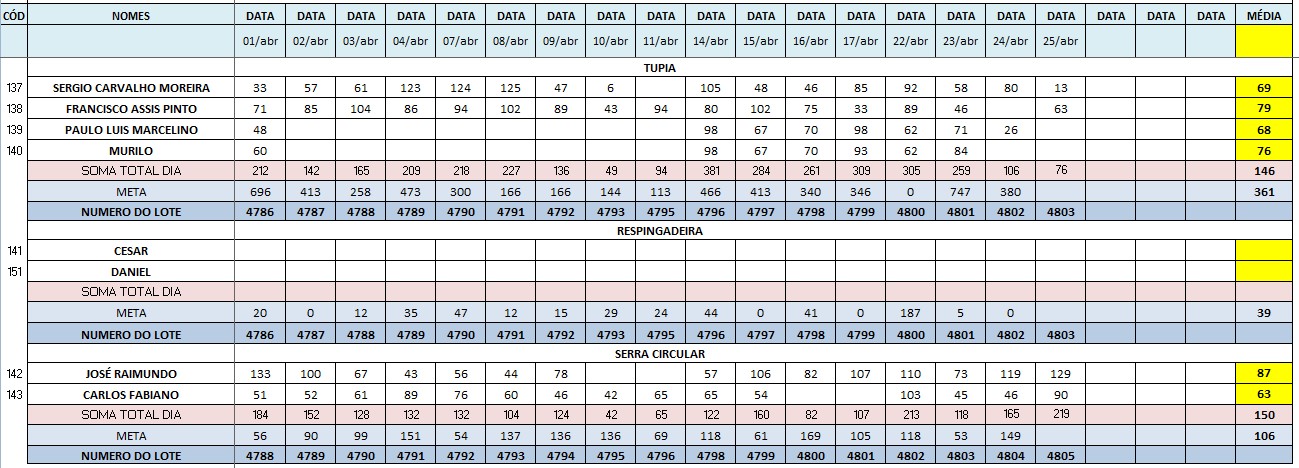 CÓD NOMES DATA DATA DATA DATA DATA DATA DATA DATA DATA DATA DATA DATA DATA DATA DATA DATA DATA DATA DATA DATA MÉDIA
01/abr 02/abr 03/abr 04/abr 07/abr 08/abr 09/abr 10/abr 11/abr 14/abr 15/abr 16/abr 17/abr 22/abr 23/abr 24/abr 25/abr
TUPIA
137 SERGIO CARVALHO MOREIRA 33 57 61 123 124 125 47 6 105 48 46 85 92 58 80 13 69
138 FRANCISCO ASSIS PINTO 71 85 104 86 94 102 89 43 94 80 102 75 33 89 46 63 79
139 PAULO LUIS MARCELINO 48 98 67 70 98 62 71 26 68
140 MURILO 60 98 67 70 93 62 84 76
SOMA TOTAL DIA 212 142 165 209 218 227 136 49 94 381 284 261 309 305 259 106 76 146
META 696 413 258 473 300 166 166 144 113 466 413 340 346 0 747 380 361
NUMERO DO LOTE 4786 4787 4788 4789 4790 4791 4792 4793 4795 4796 4797 4798 4799 4800 4801 4802 4803
RESPINGADEIRA
141 CESAR
151 DANIEL
SOMA TOTAL DIA
META 20 0 12 35 47 12 15 29 24 44 0 41 0 187 5 0 39
NUMERO DO LOTE 4786 4787 4788 4789 4790 4791 4792 4793 4795 4796 4797 4798 4799 4800 4801 4802 4803
SERRA CIRCULAR
142 JOSÉ RAIMUNDO 133 100 67 43 56 44 78 57 106 82 107 110 73 119 129 87
143 CARLOS FABIANO 51 52 61 89 76 60 46 42 65 65 54 103 45 46 90 63
SOMA TOTAL DIA 184 152 128 132 132 104 124 42 65 122 160 82 107 213 118 165 219 150
META 56 90 99 151 54 137 136 136 69 118 61 169 105 118 53 149 106
NUMERO DO LOTE 4788 4789 4790 4791 4792 4793 4794 4795 4796 4798 4799 4800 4801 4802 4803 4804 4805